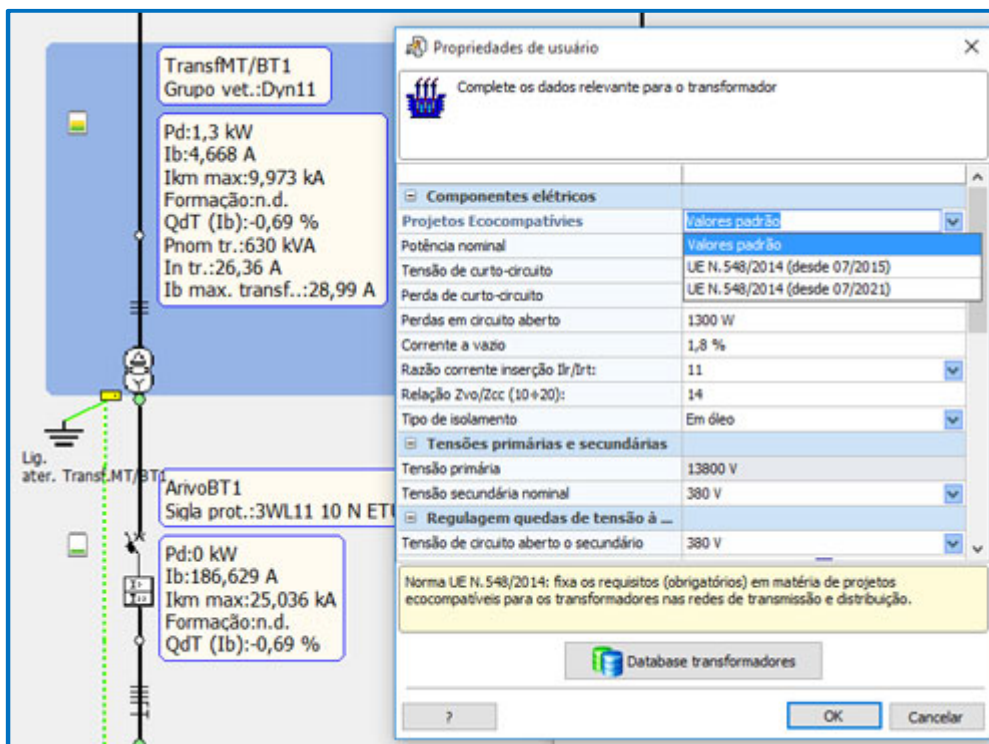 TransfMT/BT1
Grupo vet.:Dyn11
Pd:1,3 kW
Ib:4,668 A
Ikm max:9,973 kA
Formação:n.d.
QdT (Ib):-0,69 %
Pnom tr.:630 kVA
In tr.:26,36 A
Ib max. transf..:28,99 A
Lig.
ater. Transf.MT/BT1
ArivoBT1
Sigla prot.:3WL11 10 N ETU
Pd:0 kW
Ib:186,629 A
Ikm max:25,036 kA
Formação:n.d.
QdT (Ib):-0,69 %
Propriedades de usuário
Complete os dados relevante para o transformador
Componentes elétricos
Projetos Ecocompatívies Valores padrão
Valores padrão
UE N.548/2014 (desde 07/2015)
UE N.548/2014 (desde 07/2021)
Potência nominal
Tensão de curto-circuito
Perda de curto-circuito
Perdas em circuito aberto 1300 W
Corrente a vazio 1,8 %
Razão corrente inserção Ilr/Irt: 11
Relação Zvo/Zcc (10÷20): 14
Tipo de isolamento Em óleo
Tensões primárias e secundárias
Tensão primária 13800 V
Tensão secundária nominal 380 V
Regulagem quedas de tensão à ...
Tensão de circuito aberto o secundário 380 V
Norma UE N.548/2014: fixa os requisitos (obrigatórios) em matéria de projetos
ecocompatíveis para os transformadores nas redes de transmissão e distribuição.
Database transformadores
? OK Cancelar